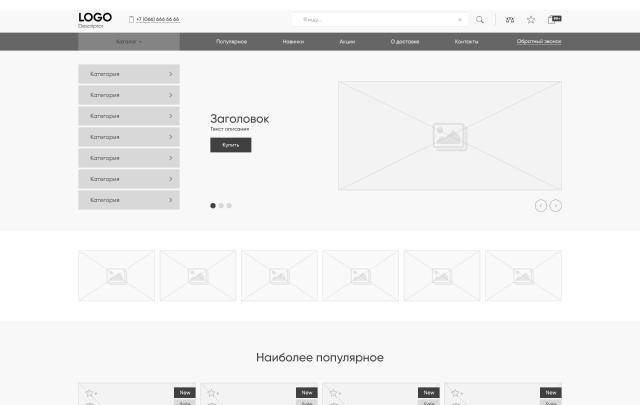 LOGO
Descriptor
+7 (066) 666 66 66
Я ищу...
99+
Каталог
Популярное
Новинки
Акции
О доставке
Контакты
Обратный звонок
Категория
Категория
Категория
Категория
Категория
Категория
Категория
Заголовок
Текст описания
Купить
Наиболее популярное
New
New
New
New
Sale
Sale
Sale
Sale